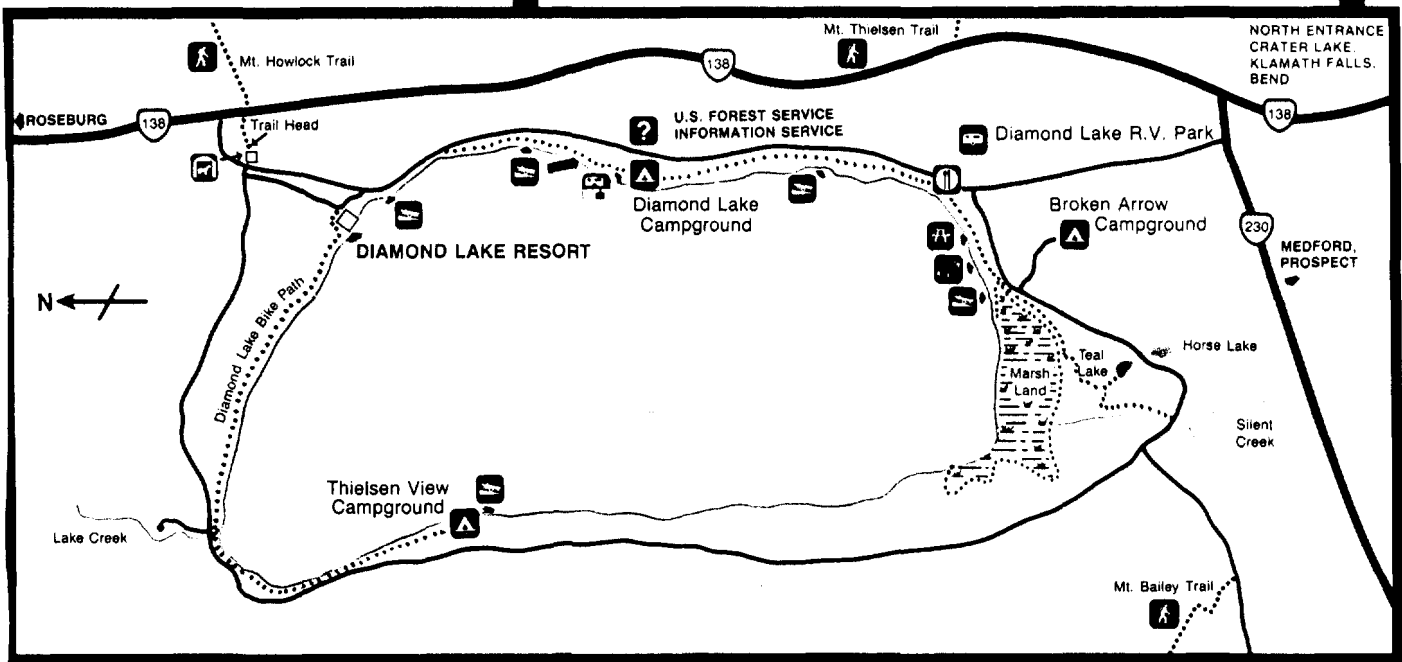 Mt. Howlock Trail
138
Mt. Thielsen Trail
NORTH ENTRANCE
CRATER LAKE.
KLAMATH FALLS.
BEND
ROSEBURG
138
Trail Head
?
U.S. FOREST SERVICE
INFORMATION SERVICE
138
Diamond Lake R.V. Park
Diamond Lake
Campground
Broken Arrow
Campground
230
MEDFORD,
PROSPECT
DIAMOND LAKE RESORT
N
Diamond Lake Bike Path
Horse Lake
Teal
Lake
Marsh
Land
Silent
Creek
Thielsen View
Campground
Lake Creek
Mt. Bailey Trail